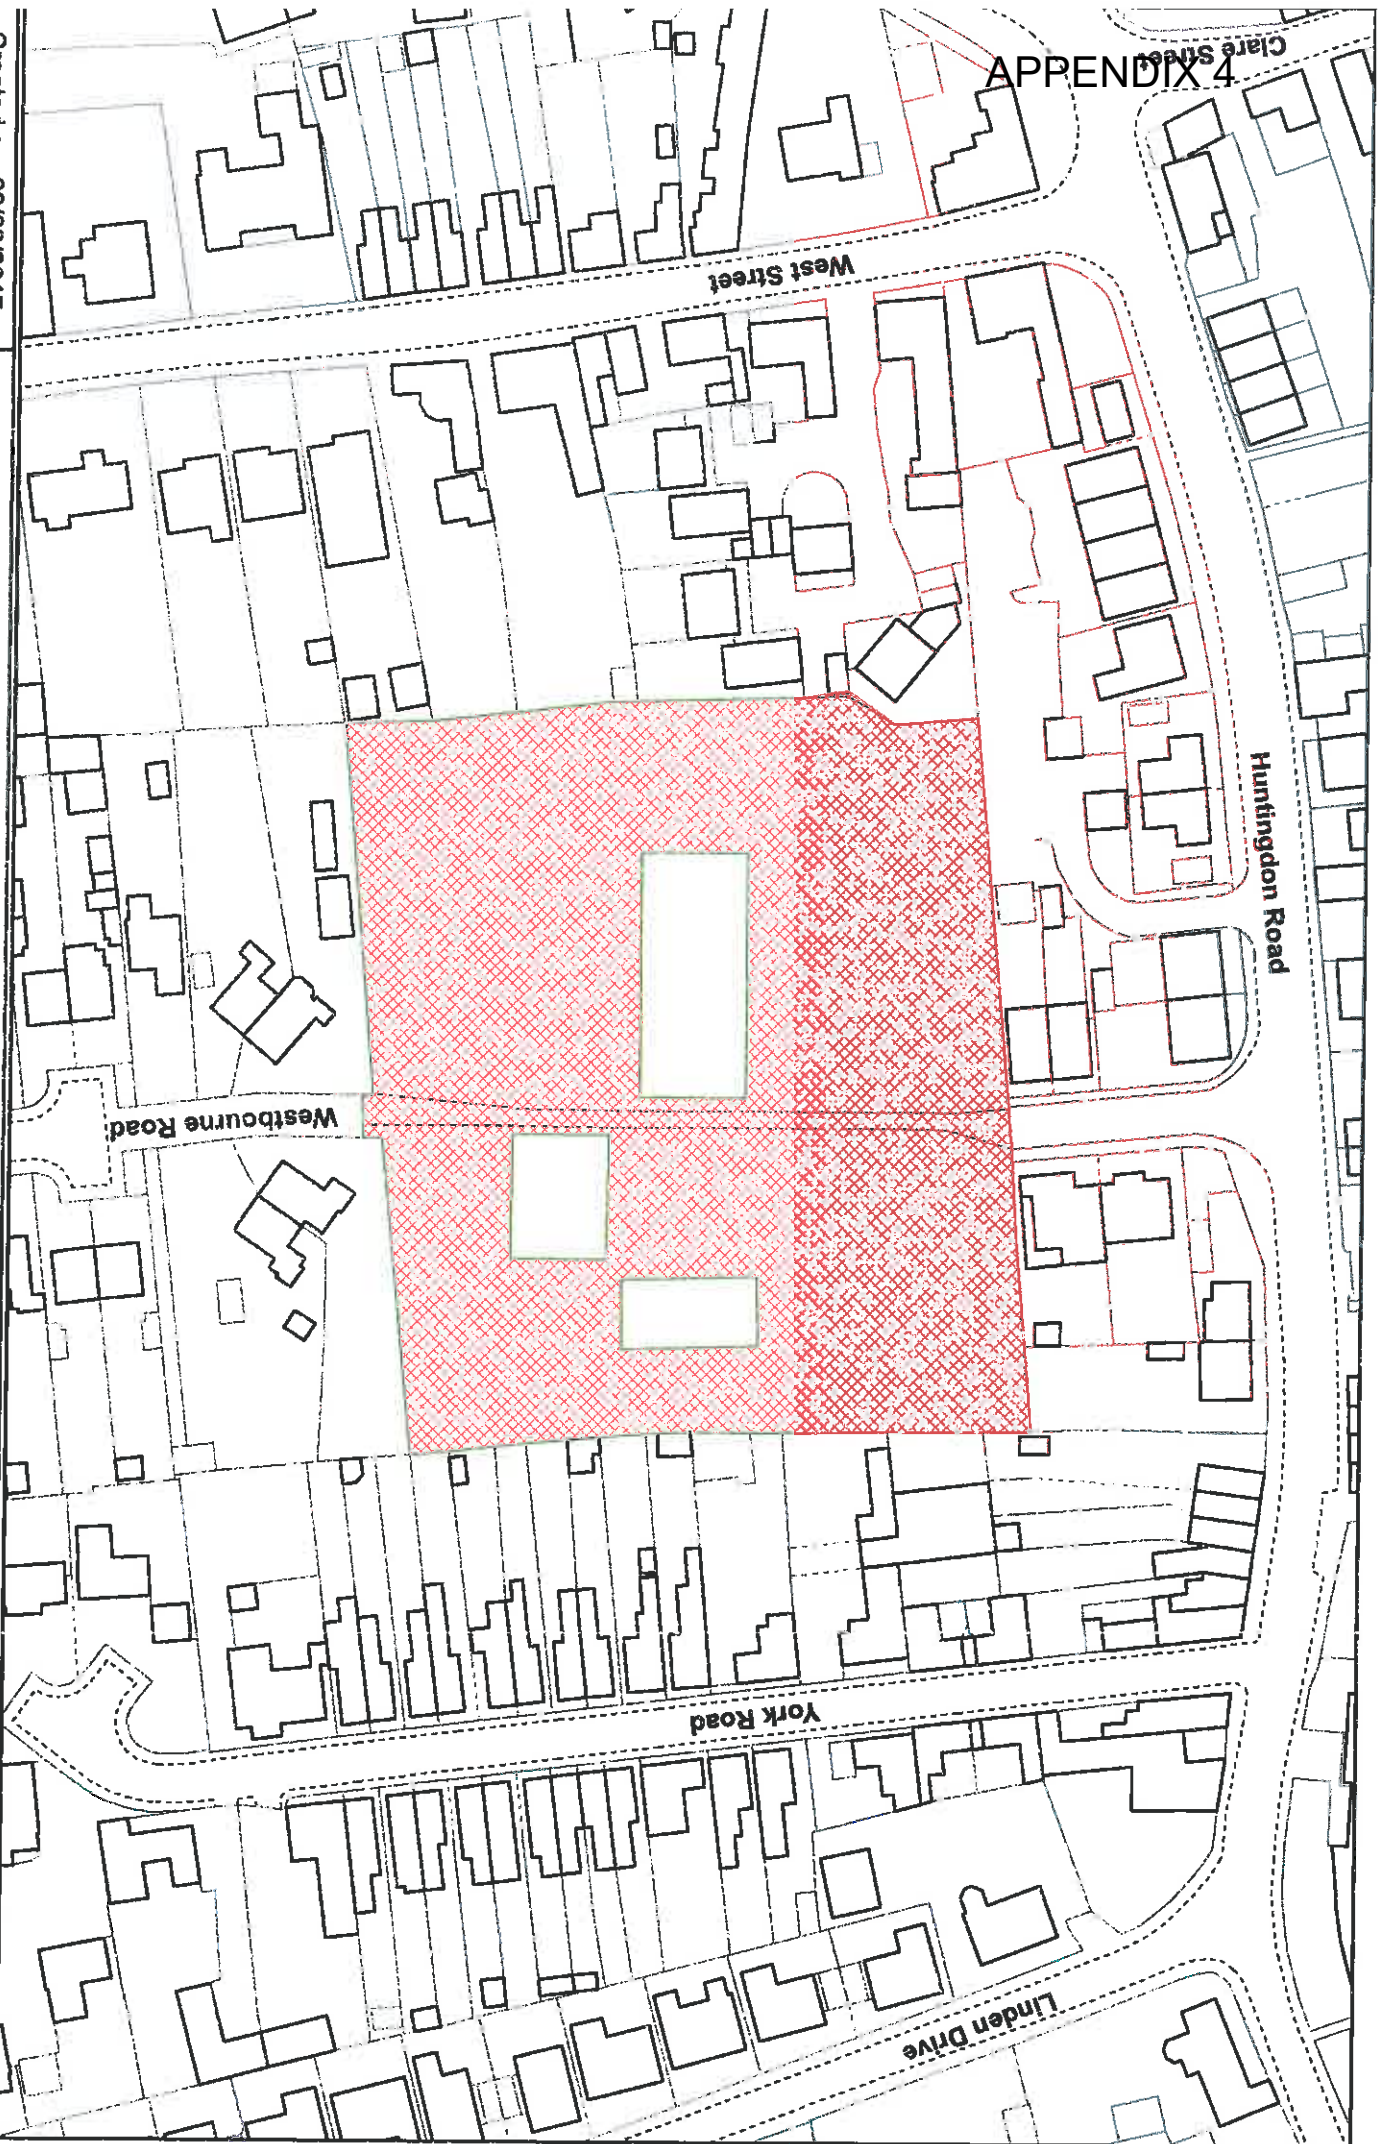 APPENDIX 4
Clare Street
West Street
Huntingdon Road
Westbourne Road
York Road
Linden Drive